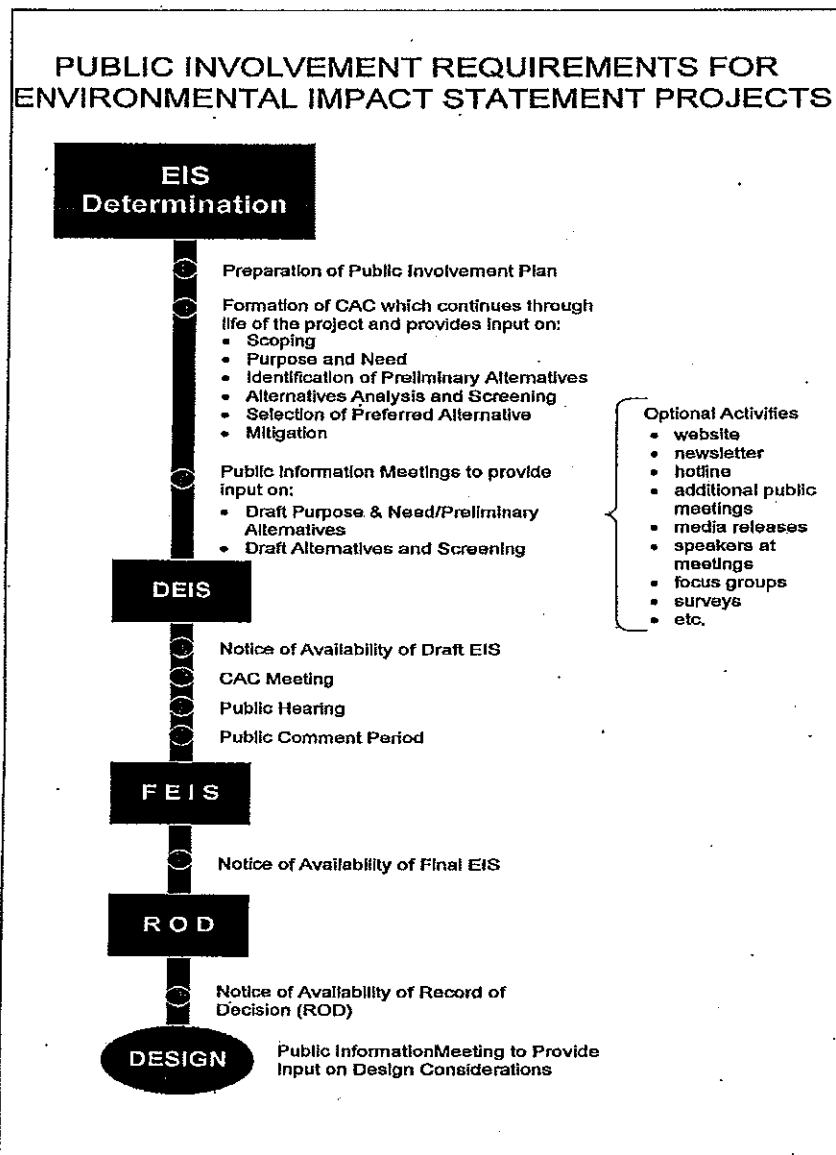 PUBLIC INVOLVEMENT REQUIREMENTS FOR
ENVIRONMENTAL IMPACT STATEMENT PROJECTS
EIS
Determination
Preparation of Public Involvement Plan
Formation of CAC which continues through
life of the project and provides input on:
• Scoping
• Purpose and Need
• Identification of Preliminary Alternatives
• Alternatives Analysis and Screening
• Selection of Preferred Alternative
• Mitigation
Public Information Meetings to provide
input on:
• Draft Purpose & Need/Preliminary
Alternatives
• Draft Alternatives and Screening
Optional Activities
• website
• newsletter
• hotline
• additional public
meetings
• media releases
• speakers at
meetings
• focus groups
• surveys
• etc.
DEIS
Notice of Availability of Draft EIS
CAC Meeting
Public Hearing
Public Comment Period
FEIS
Notice of Availability of Final EIS
ROD
Notice of Availability of Record of
Decision (ROD)
DESIGN
Public InformationMeeting to Provide
Input on Design Considerations